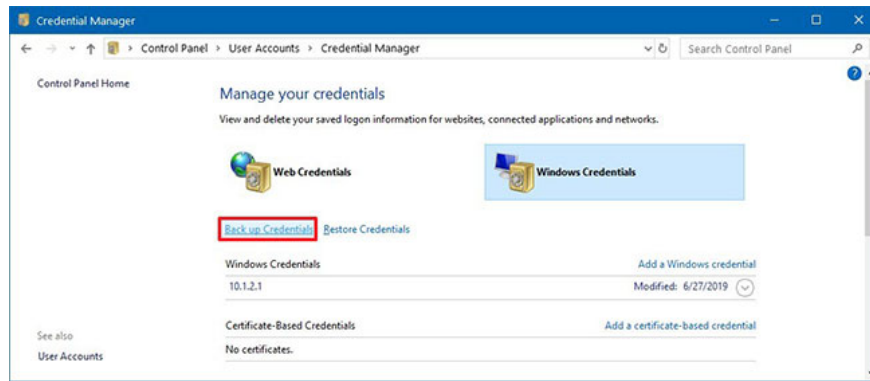 Credential Manager
Control Panel > User Accounts > Credential Manager
Search Control Panel
Control Panel Home
Manage your credentials
View and delete your saved logon information for websites, connected applications and networks.
Web Credentials
Windows Credentials
Back up Credentials Restore Credentials
Windows Credentials Add a Windows credential
10.1.2.1 Modified: 6/27/2019
Certificate-Based Credentials Add a certificate-based credential
No certificates.
See also
User Accounts